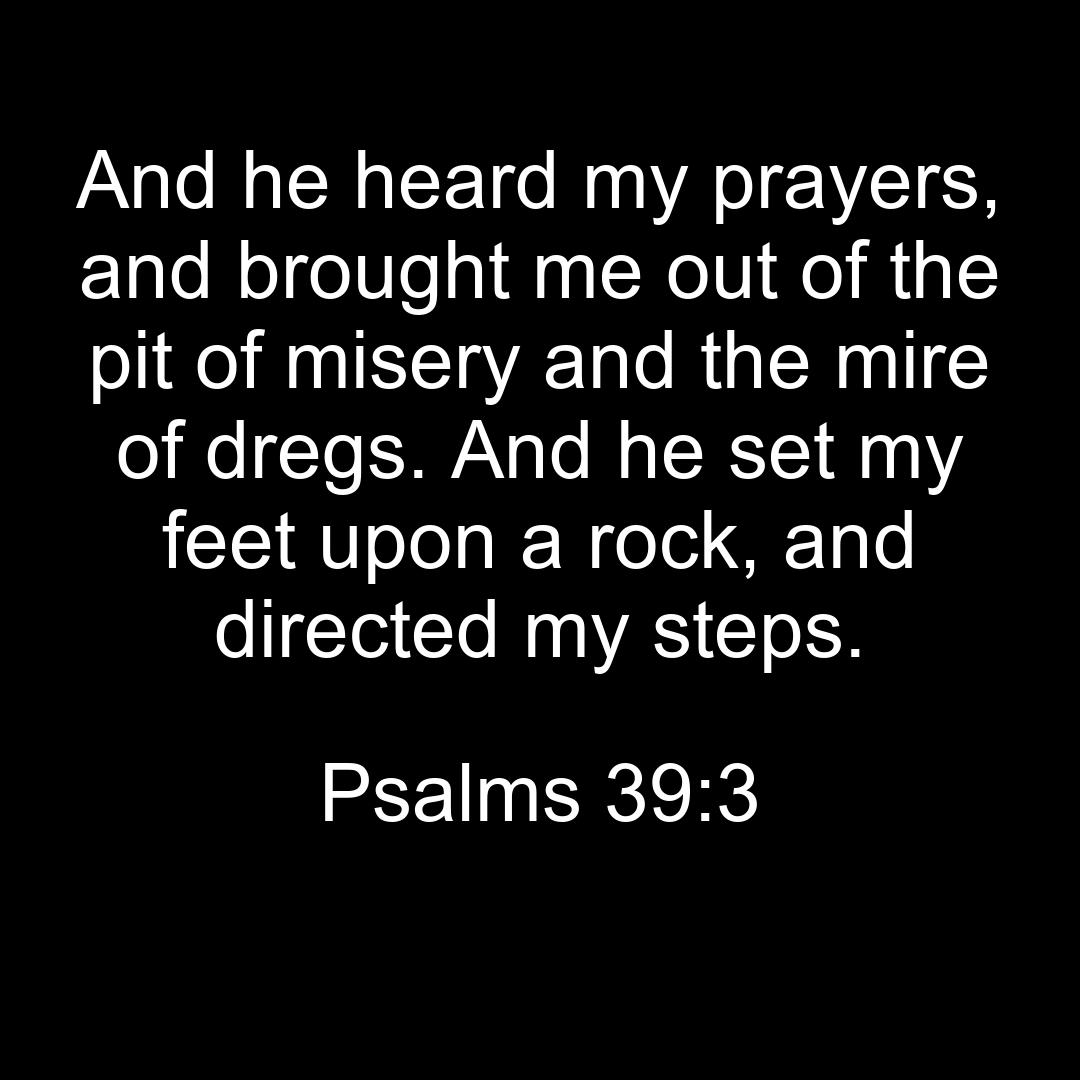 And he heard my prayers,
and brought me out of the
pit of misery and the mire
of dregs. And he set my
feet upon a rock, and
directed my steps.
Psalms 39:3